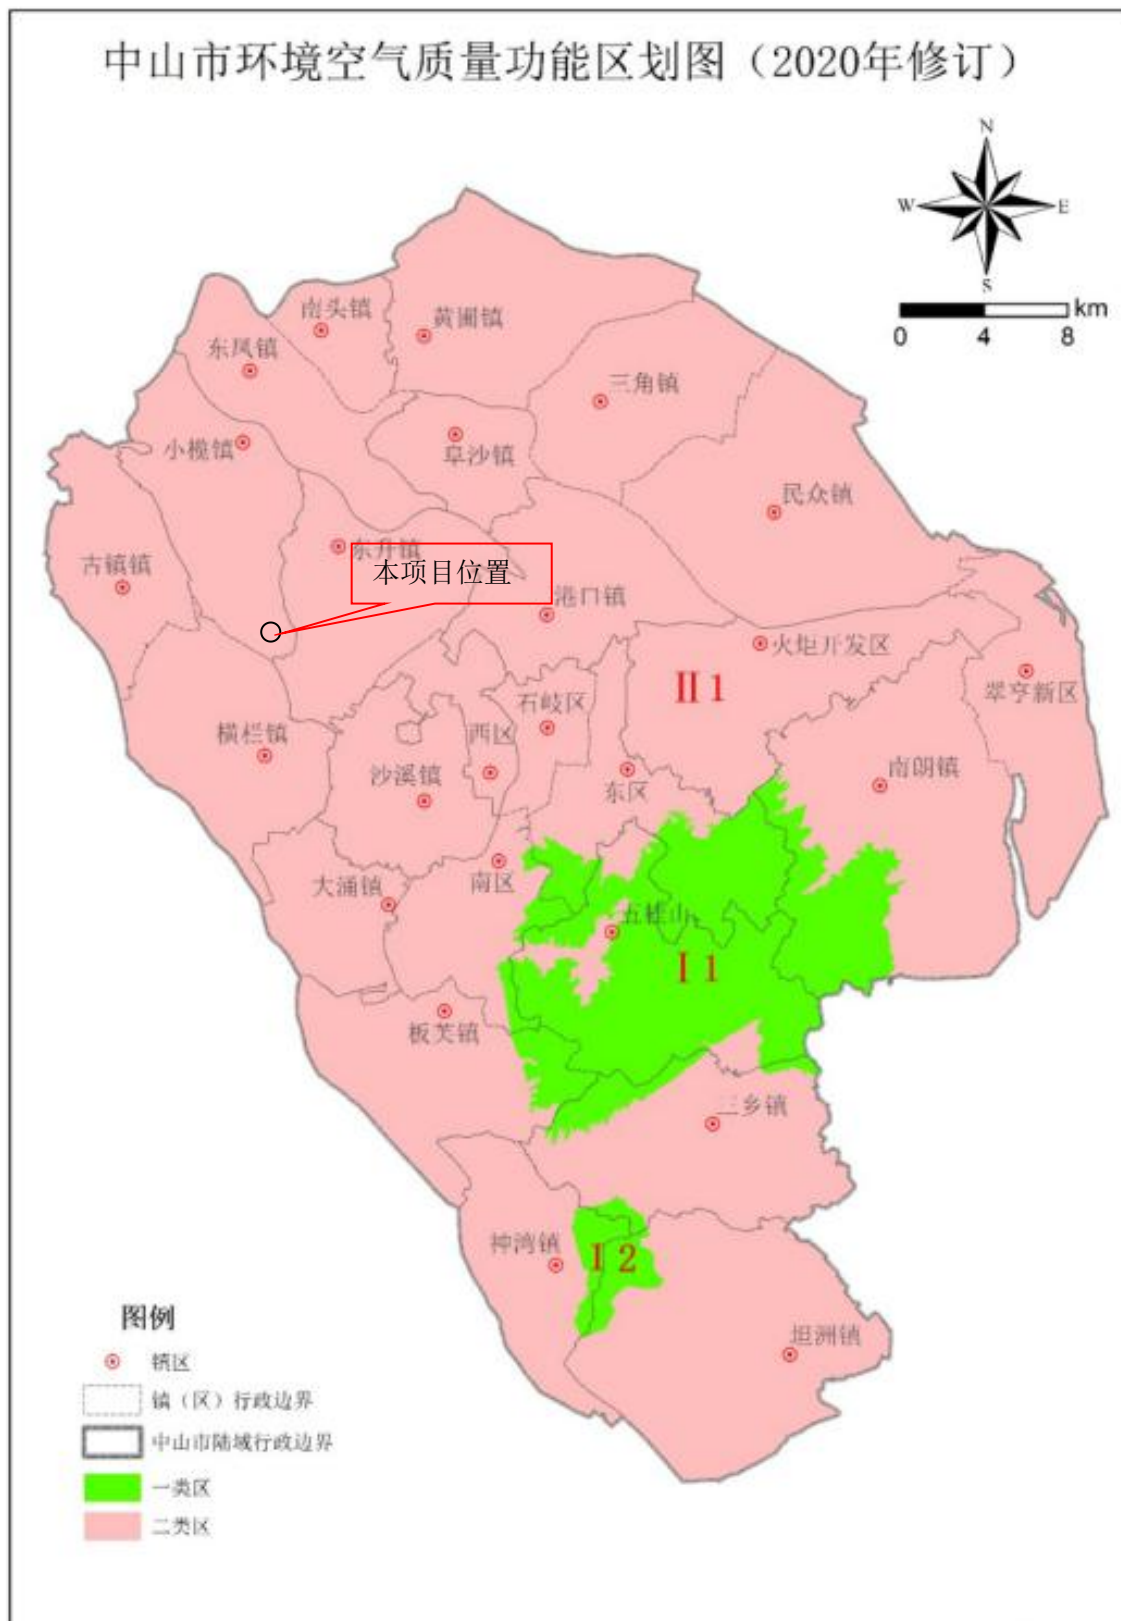 中山市环境空气质量功能区划图（2020年修订）
N
W
E
S
km
0
4
8
南头镇
黄圃镇
东凤镇
三角镇
小榄镇
阜沙镇
民众镇
东升镇
古镇镇
本项目位置
港口镇
火炬开发区
翠亨新区
II 1
石岐区
西区
横栏镇
沙溪镇
东区
南朗镇
南区
大涌镇
五桂山
I 1
板芙镇
三乡镇
神湾镇
I 2
坦洲镇
图例
镇区
镇（区）行政边界
中山市陆域行政边界
一类区
二类区